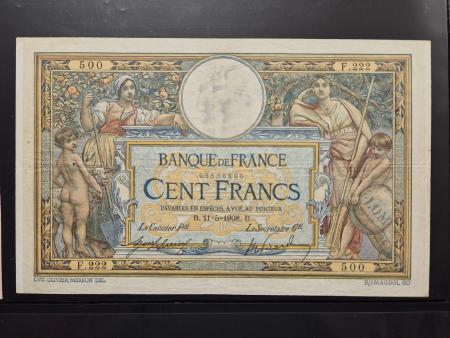 500 F.222
BANQUE DE FRANCE
CENT FRANCS
PAYABLES EN ESPÈCES, A VUE, AU PORTEUR
B. 11-5-1908. B
Le Caissier Pal Le Secrétaire Gal
F.222 500
LUC OLIVIER MERSON DEL. ROMAGNOL SC